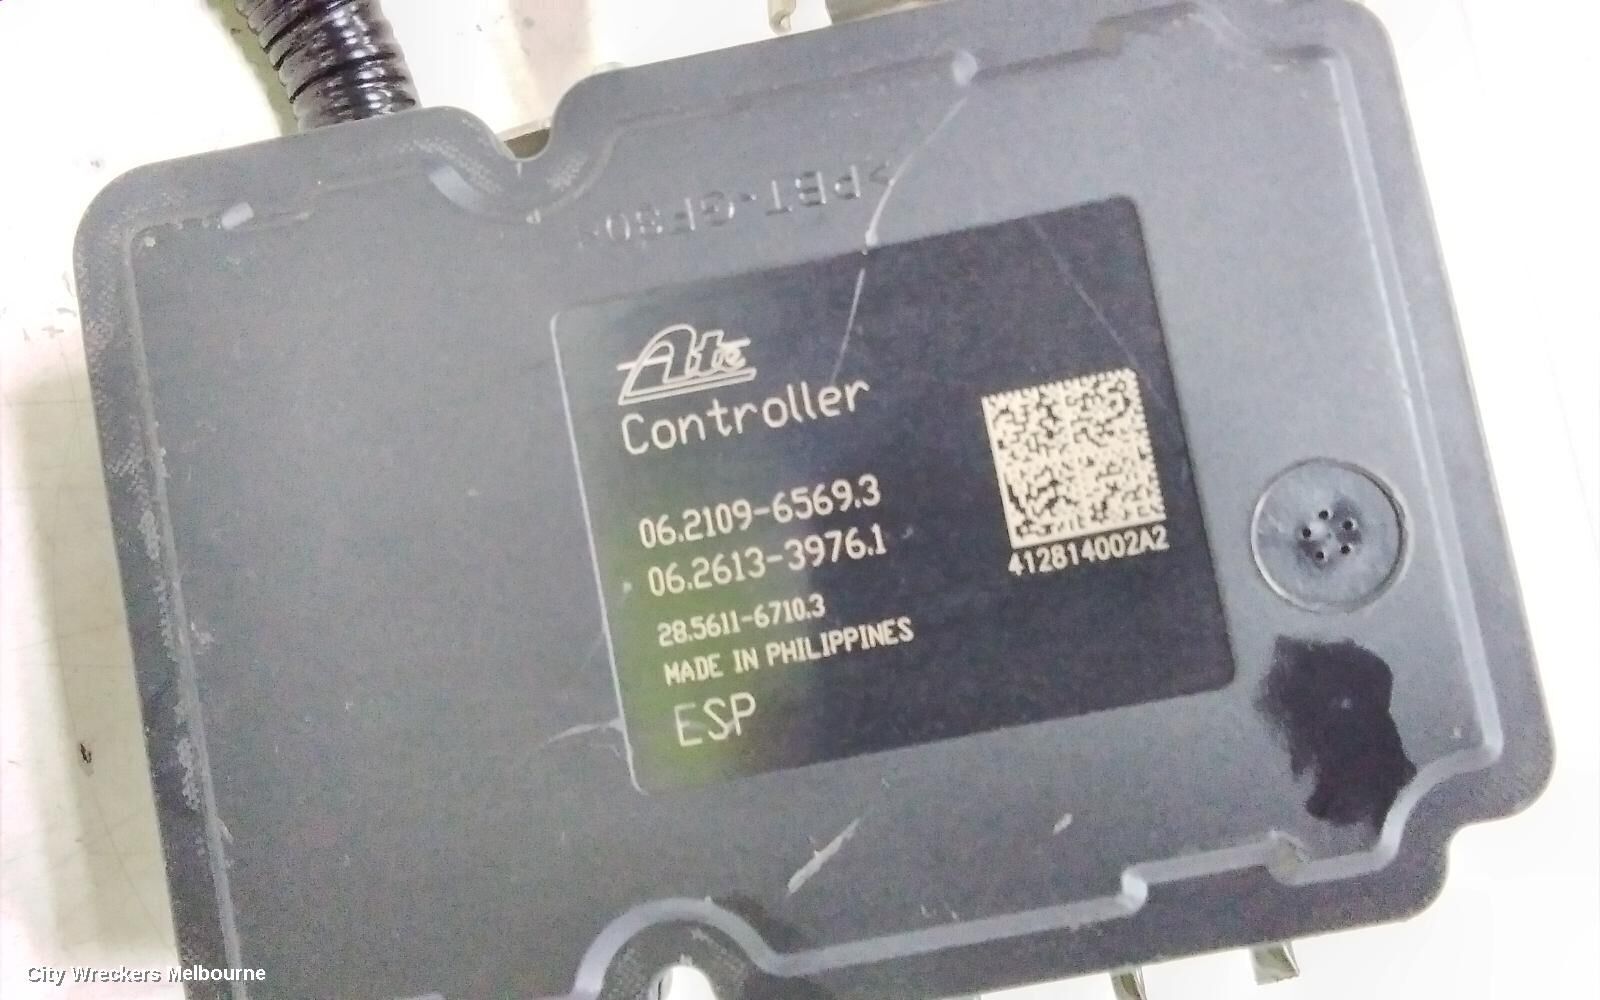 >PBT-GF30<
Ate
Controller
06.2109-6569.3
06.2613-3976.1
28.5611-6710.3
MADE IN PHILIPPINES
ESP
412814002A2
City Wreckers Melbourne